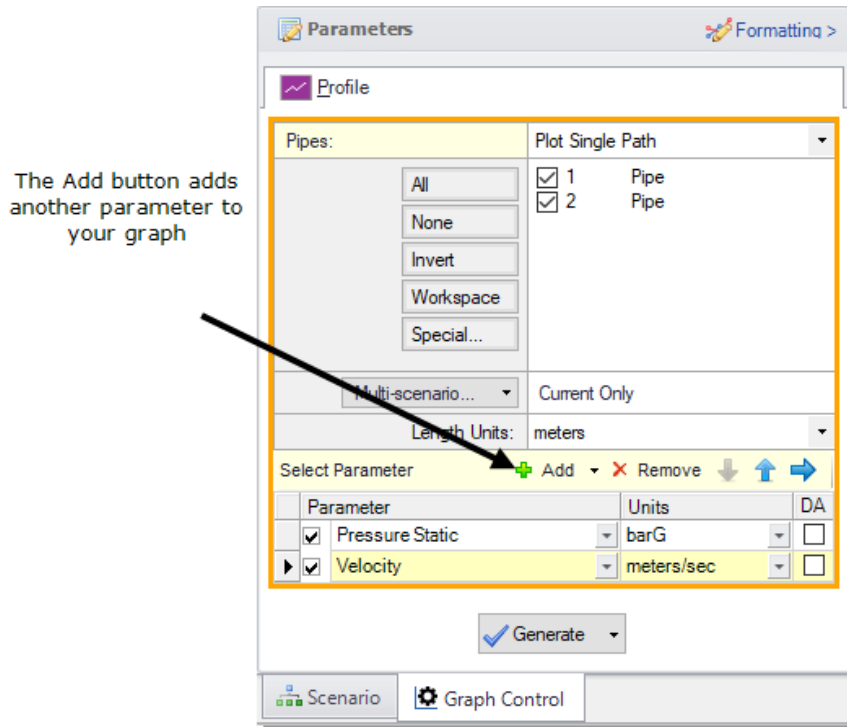 Parameters
Formatting >
Profile
Pipes:
Plot Single Path
The Add button adds
another parameter to
your graph
All
None
Invert
Workspace
Special...
1 Pipe
2 Pipe
Multi-scenario...
Current Only
Length Units:
meters
Select Parameter
Add
Remove
Parameter Units DA
Pressure Static barG
Velocity meters/sec
Generate
Scenario
Graph Control